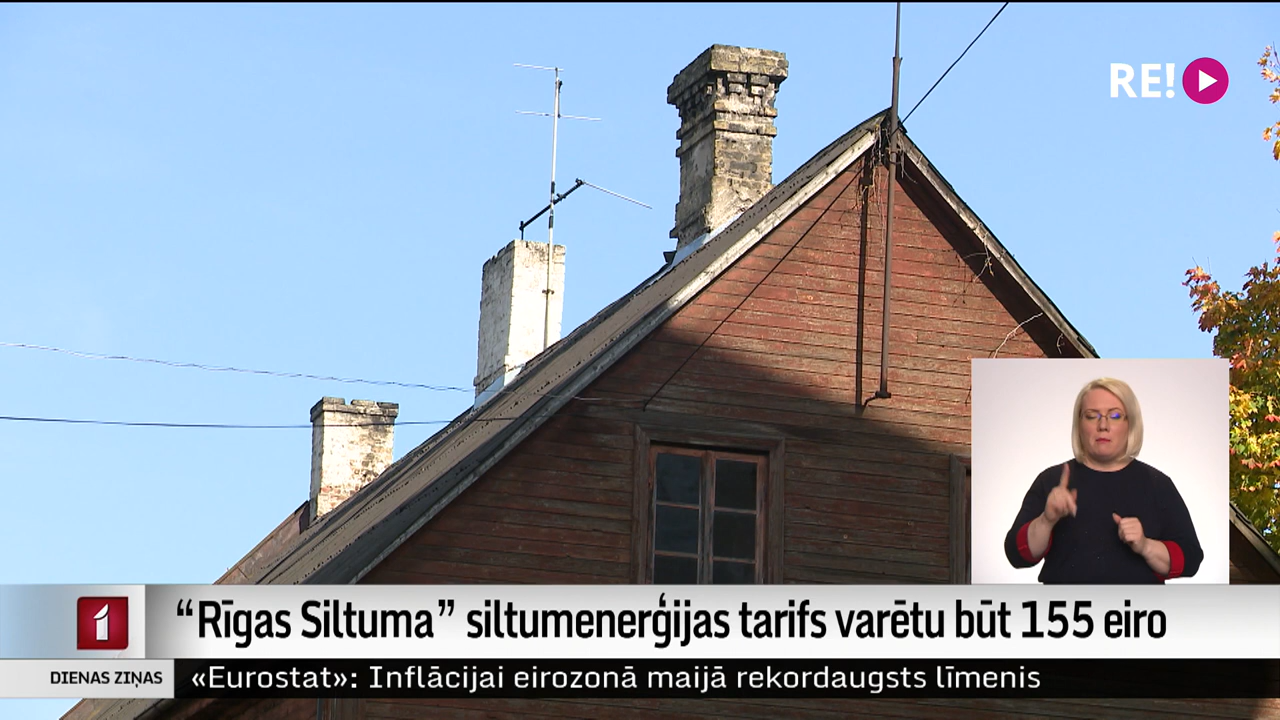 RE!
1
“Rīgas Siltuma” siltumenerģijas tarifs varētu būt 155 eiro
DIENAS ZIŅAS
«Eurostat»: Inflācijai eirozonā maijā rekordaugsts līmenis